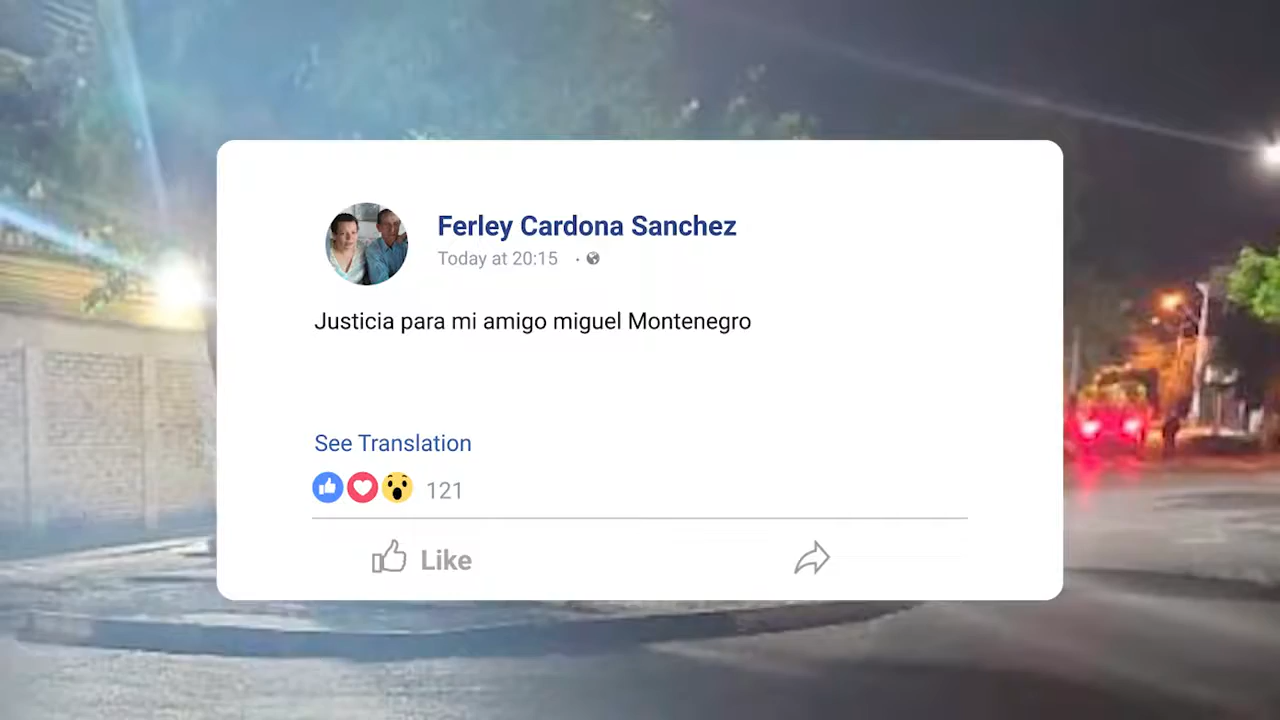 Ferley Cardona Sanchez
Today at 20:15
Justicia para mi amigo miguel Montenegro
See Translation
121
Like